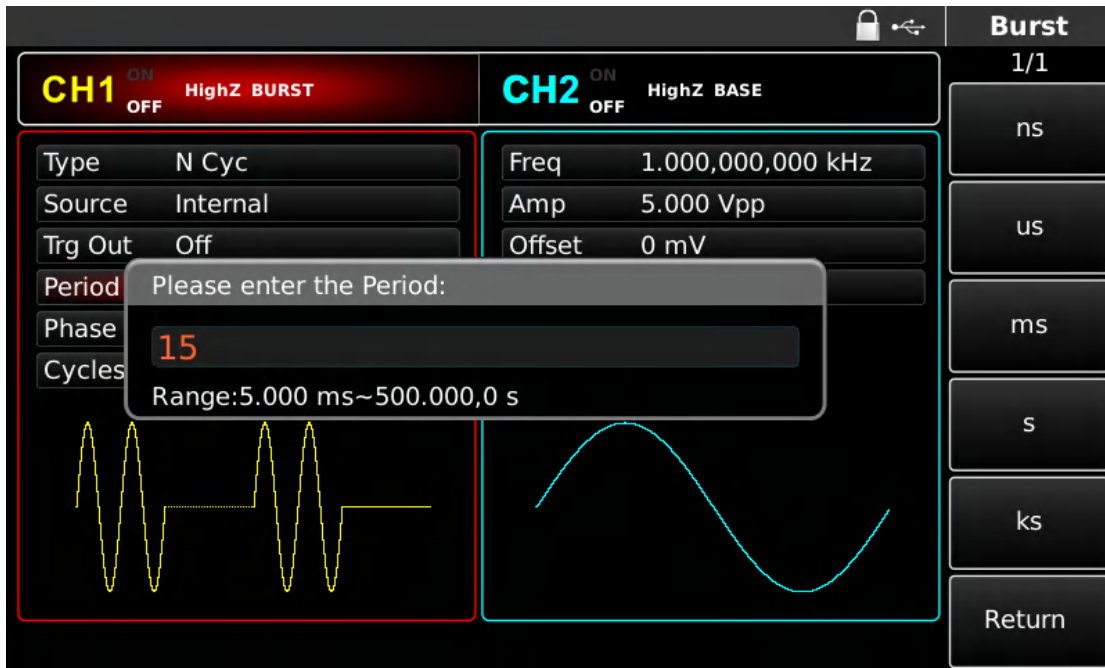 Burst
1/1
CH1 ON OFF HighZ BURST
CH2 ON OFF HighZ BASE
Type N Cyc
Source Internal
Trg Out Off
Period
Phase
Cycles
Freq 1.000,000,000 kHz
Amp 5.000 Vpp
Offset 0 mV
Please enter the Period:
15
Range:5.000 ms~500.000,0 s
ns
us
ms
s
ks
Return